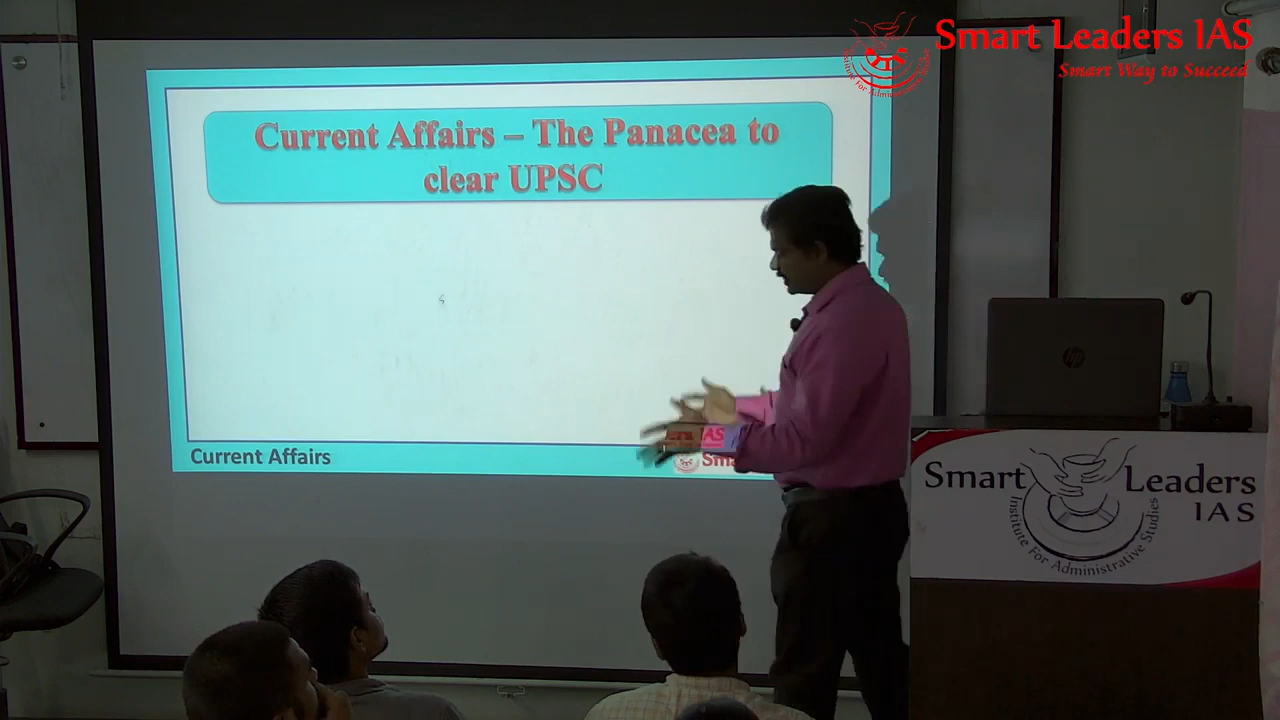 Smart Leaders IAS
Smart Way to Succeed
Current Affairs – The Panacea to
clear UPSC
Current Affairs
Smart Leaders
IAS
Institute For Administrative Studies
hp